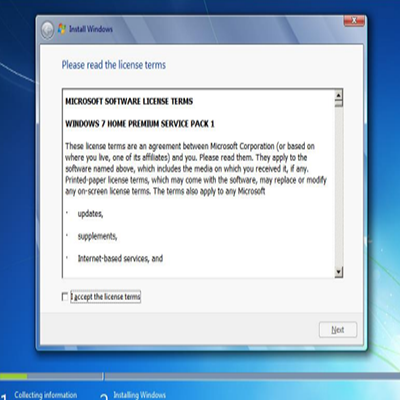 Install Windows
Please read the license terms
MICROSOFT SOFTWARE LICENSE TERMS
WINDOWS 7 HOME PREMIUM SERVICE PACK 1
These license terms are an agreement between Microsoft Corporation (or based on
where you live, one of its affiliates) and you. Please read them. They apply to the
software named above, which includes the media on which you received it, if any.
Printed-paper license terms, which may come with the software, may replace or modify
any on-screen license terms. The terms also apply to any Microsoft
· updates,
· supplements,
· Internet-based services, and
I accept the license terms
Next
1 Collecting information
2 Installing Windows